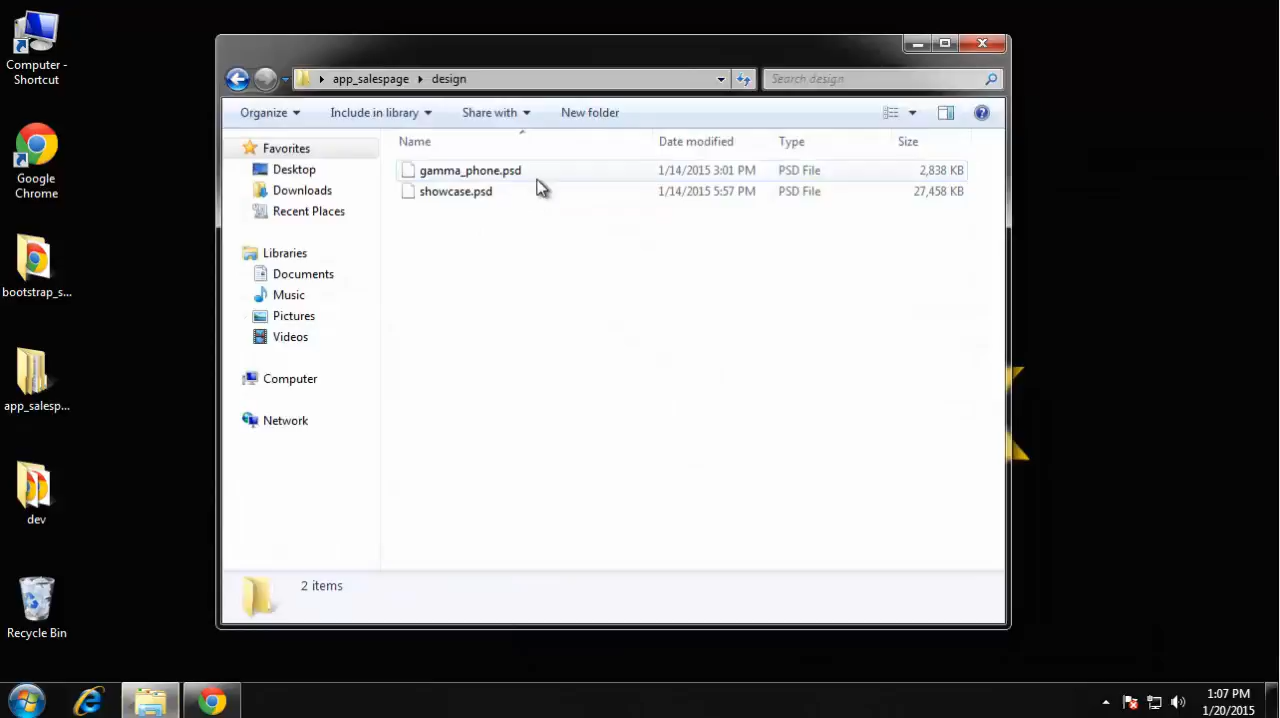 Computer -
Shortcut
Google
Chrome
bootstrap_s...
app_salesp...
dev
Recycle Bin
app_salespage design
Search design
Organize Include in library Share with New folder
Name Date modified Type Size
gamma_phone.psd 1/14/2015 3:01 PM PSD File 2,838 KB
showcase.psd 1/14/2015 5:57 PM PSD File 27,458 KB
Favorites
Desktop
Downloads
Recent Places
Libraries
Documents
Music
Pictures
Videos
Computer
Network
2 items
1:07 PM
1/20/2015